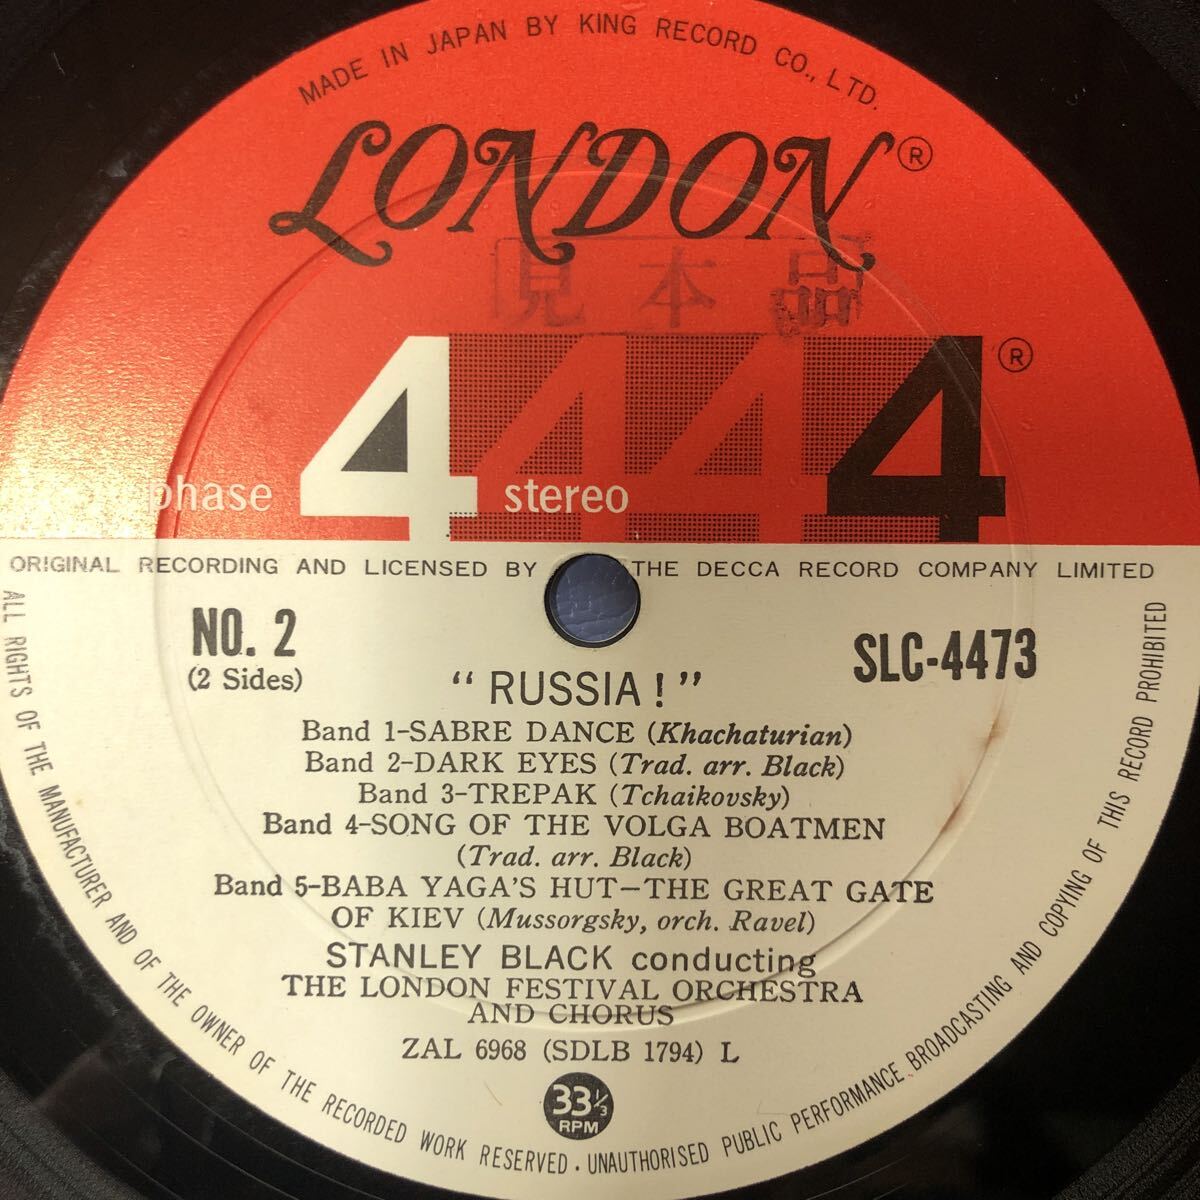 MADE IN JAPAN BY KING RECORD CO., LTD.
LONDON®
見本品
phase 4 stereo 444®
ORIGINAL RECORDING AND LICENSED BY THE DECCA RECORD COMPANY LIMITED
NO. 2
(2 Sides)
SLC-4473
“RUSSIA!”
Band 1-SABRE DANCE (Khachaturian)
Band 2-DARK EYES (Trad. arr. Black)
Band 3-TREPAK (Tchaikovsky)
Band 4-SONG OF THE VOLGA BOATMEN
(Trad. arr. Black)
Band 5-BABA YAGA'S HUT—THE GREAT GATE
OF KIEV (Mussorgsky, orch. Ravel)
STANLEY BLACK conducting
THE LONDON FESTIVAL ORCHESTRA
AND CHORUS
ZAL 6968 (SDLB 1794) L
33⅓
RPM
ALL RIGHTS OF THE MANUFACTURER AND OF THE OWNER OF THE RECORDED WORK RESERVED · UNAUTHORISED PUBLIC PERFORMANCE, BROADCASTING AND COPYING OF THIS RECORD PROHIBITED